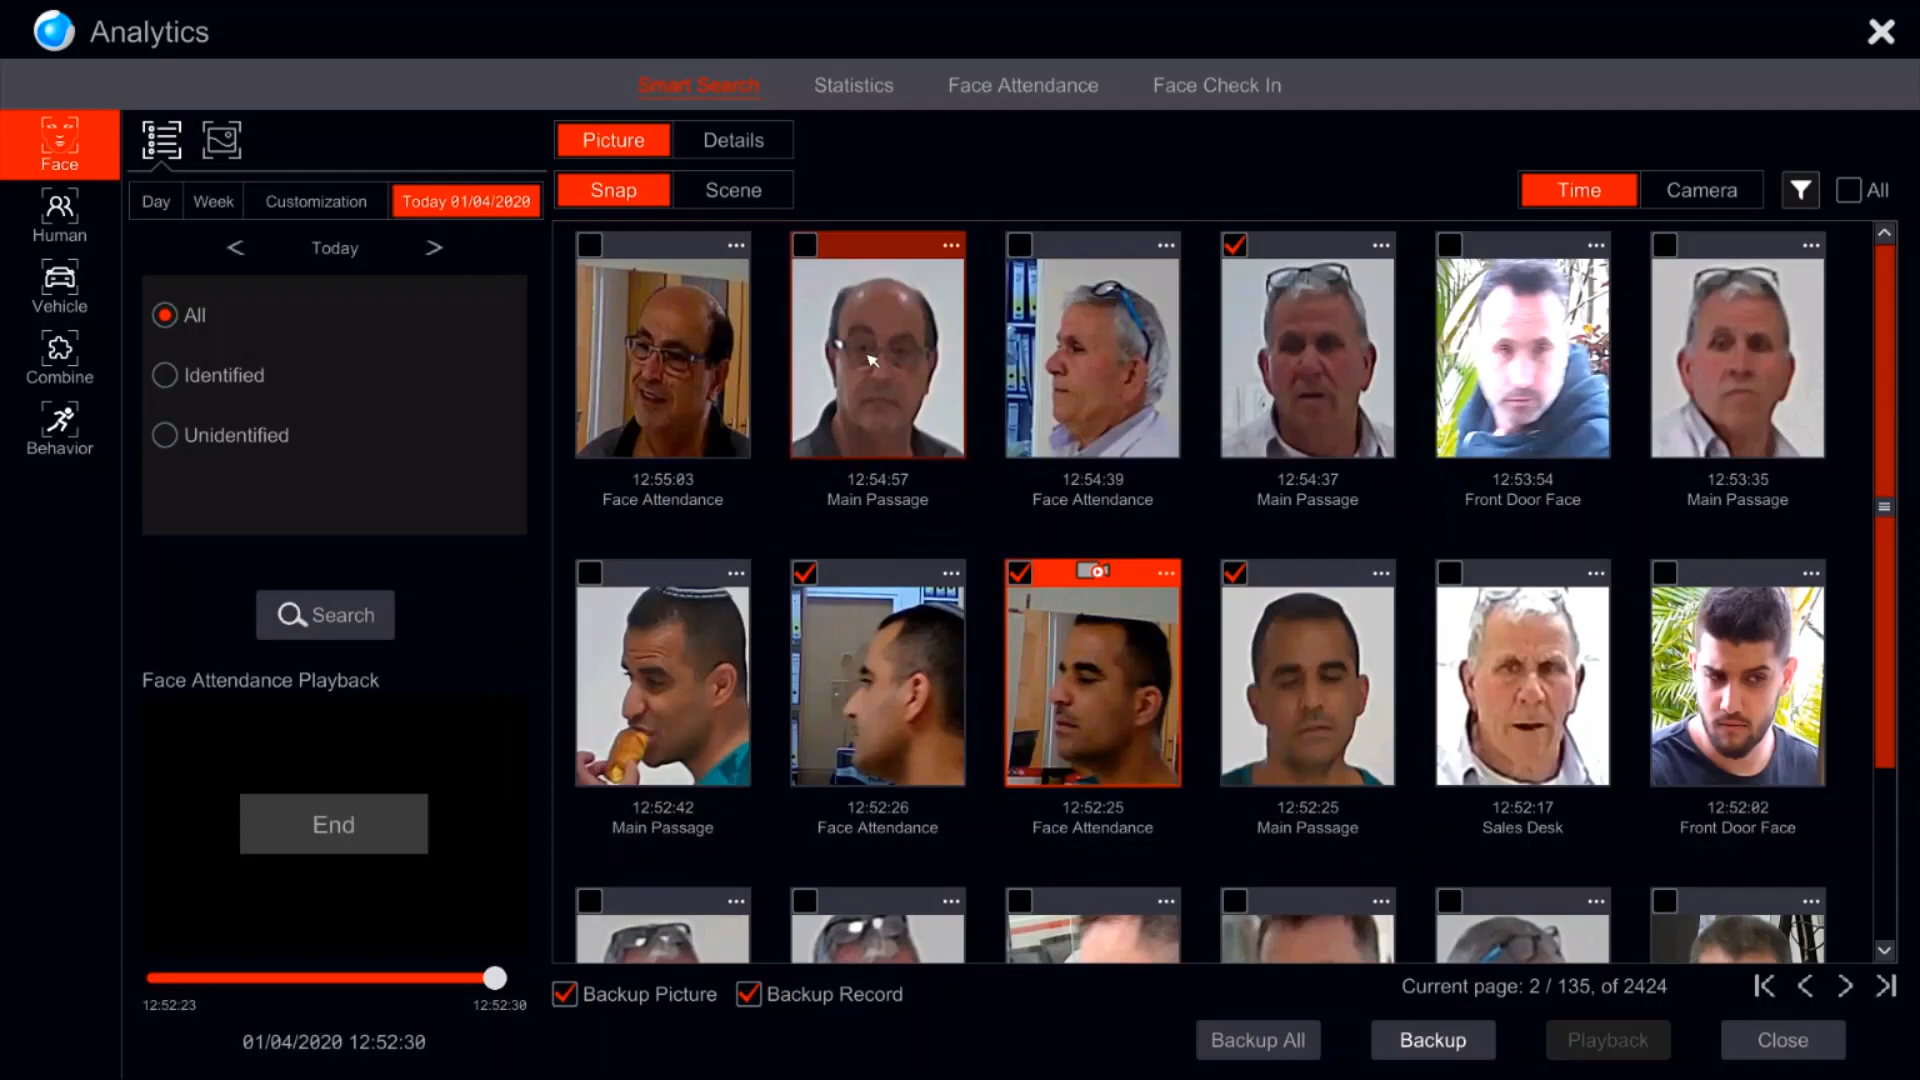 Analytics
Smart Search Statistics Face Attendance Face Check In
Face
Human
Vehicle
Combine
Behavior
Day Week Customization Today 01/04/2020
< Today >
All
Identified
Unidentified
Search
Face Attendance Playback
End
12:52:23 12:52:30
01/04/2020 12:52:30
Picture Details
Snap Scene
Time Camera All
12:55:03
Face Attendance
12:54:57
Main Passage
12:54:39
Face Attendance
12:54:37
Main Passage
12:53:54
Front Door Face
12:53:35
Main Passage
12:52:42
Main Passage
12:52:26
Face Attendance
12:52:25
Face Attendance
12:52:25
Main Passage
12:52:17
Sales Desk
12:52:02
Front Door Face
Backup Picture Backup Record
Current page: 2 / 135, of 2424
Backup All Backup Playback Close